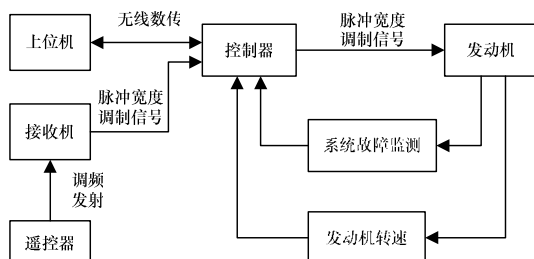 上位机
无线数传
控制器
脉冲宽度
调制信号
发动机
脉冲宽度
调制信号
接收机
系统故障监测
调频
发射
遥控器
发动机转速